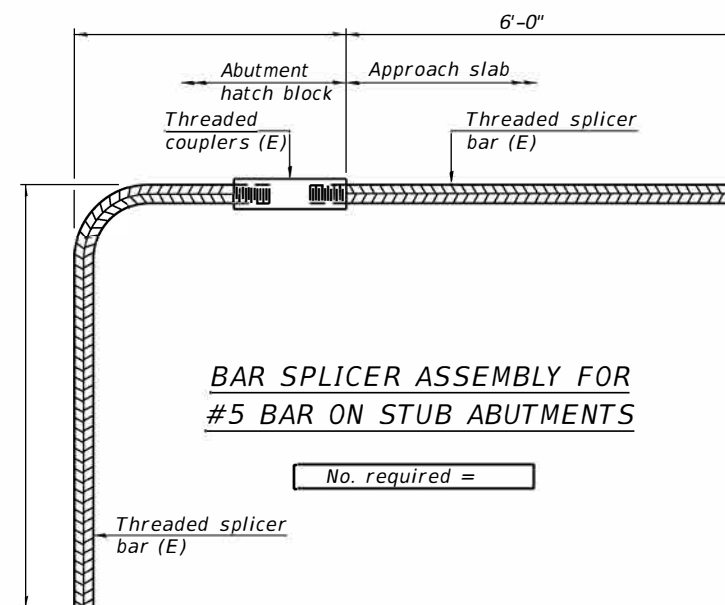 6'-0"
Abutment
hatch block
Approach slab
Threaded
couplers (E)
Threaded splicer
bar (E)
BAR SPLICER ASSEMBLY FOR
#5 BAR ON STUB ABUTMENTS
No. required =
Threaded splicer
bar (E)